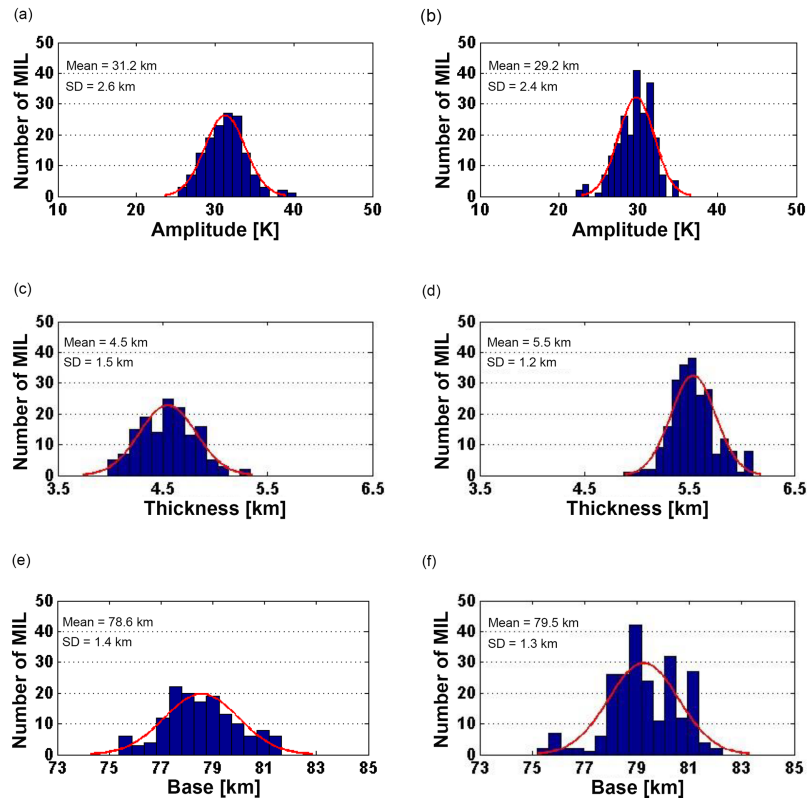 (a)
50
40
30
20
10
0
Number of MIL
Mean = 31.2 km
SD = 2.6 km
10 20 30 40 50
Amplitude [K]
(b)
50
40
30
20
10
0
Number of MIL
Mean = 29.2 km
SD = 2.4 km
10 20 30 40 50
Amplitude [K]
(c)
50
40
30
20
10
0
Number of MIL
Mean = 4.5 km
SD = 1.5 km
3.5 4.5 5.5 6.5
Thickness [km]
(d)
50
40
30
20
10
0
Number of MIL
Mean = 5.5 km
SD = 1.2 km
3.5 4.5 5.5 6.5
Thickness [km]
(e)
50
40
30
20
10
0
Number of MIL
Mean = 78.6 km
SD = 1.4 km
73 75 77 79 81 83 85
Base [km]
(f)
50
40
30
20
10
0
Number of MIL
Mean = 79.5 km
SD = 1.3 km
73 75 77 79 81 83 85
Base [km]